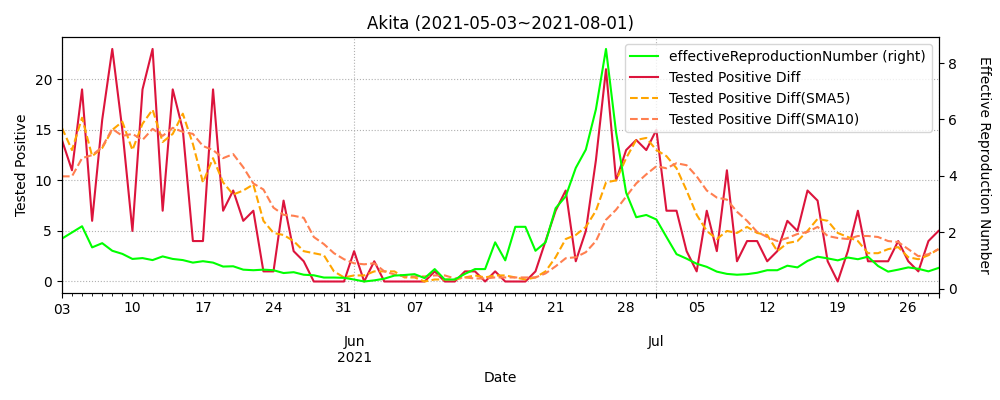 Akita (2021-05-03~2021-08-01)
effectiveReproductionNumber (right)
Tested Positive Diff
Tested Positive Diff(SMA5)
Tested Positive Diff(SMA10)
Tested Positive
20
15
10
5
0
8
6
4
2
0
Effective Reproduction Number
03 10 17 24 31 07 14 21 28 05 12 19 26
Jun Jul
2021
Date